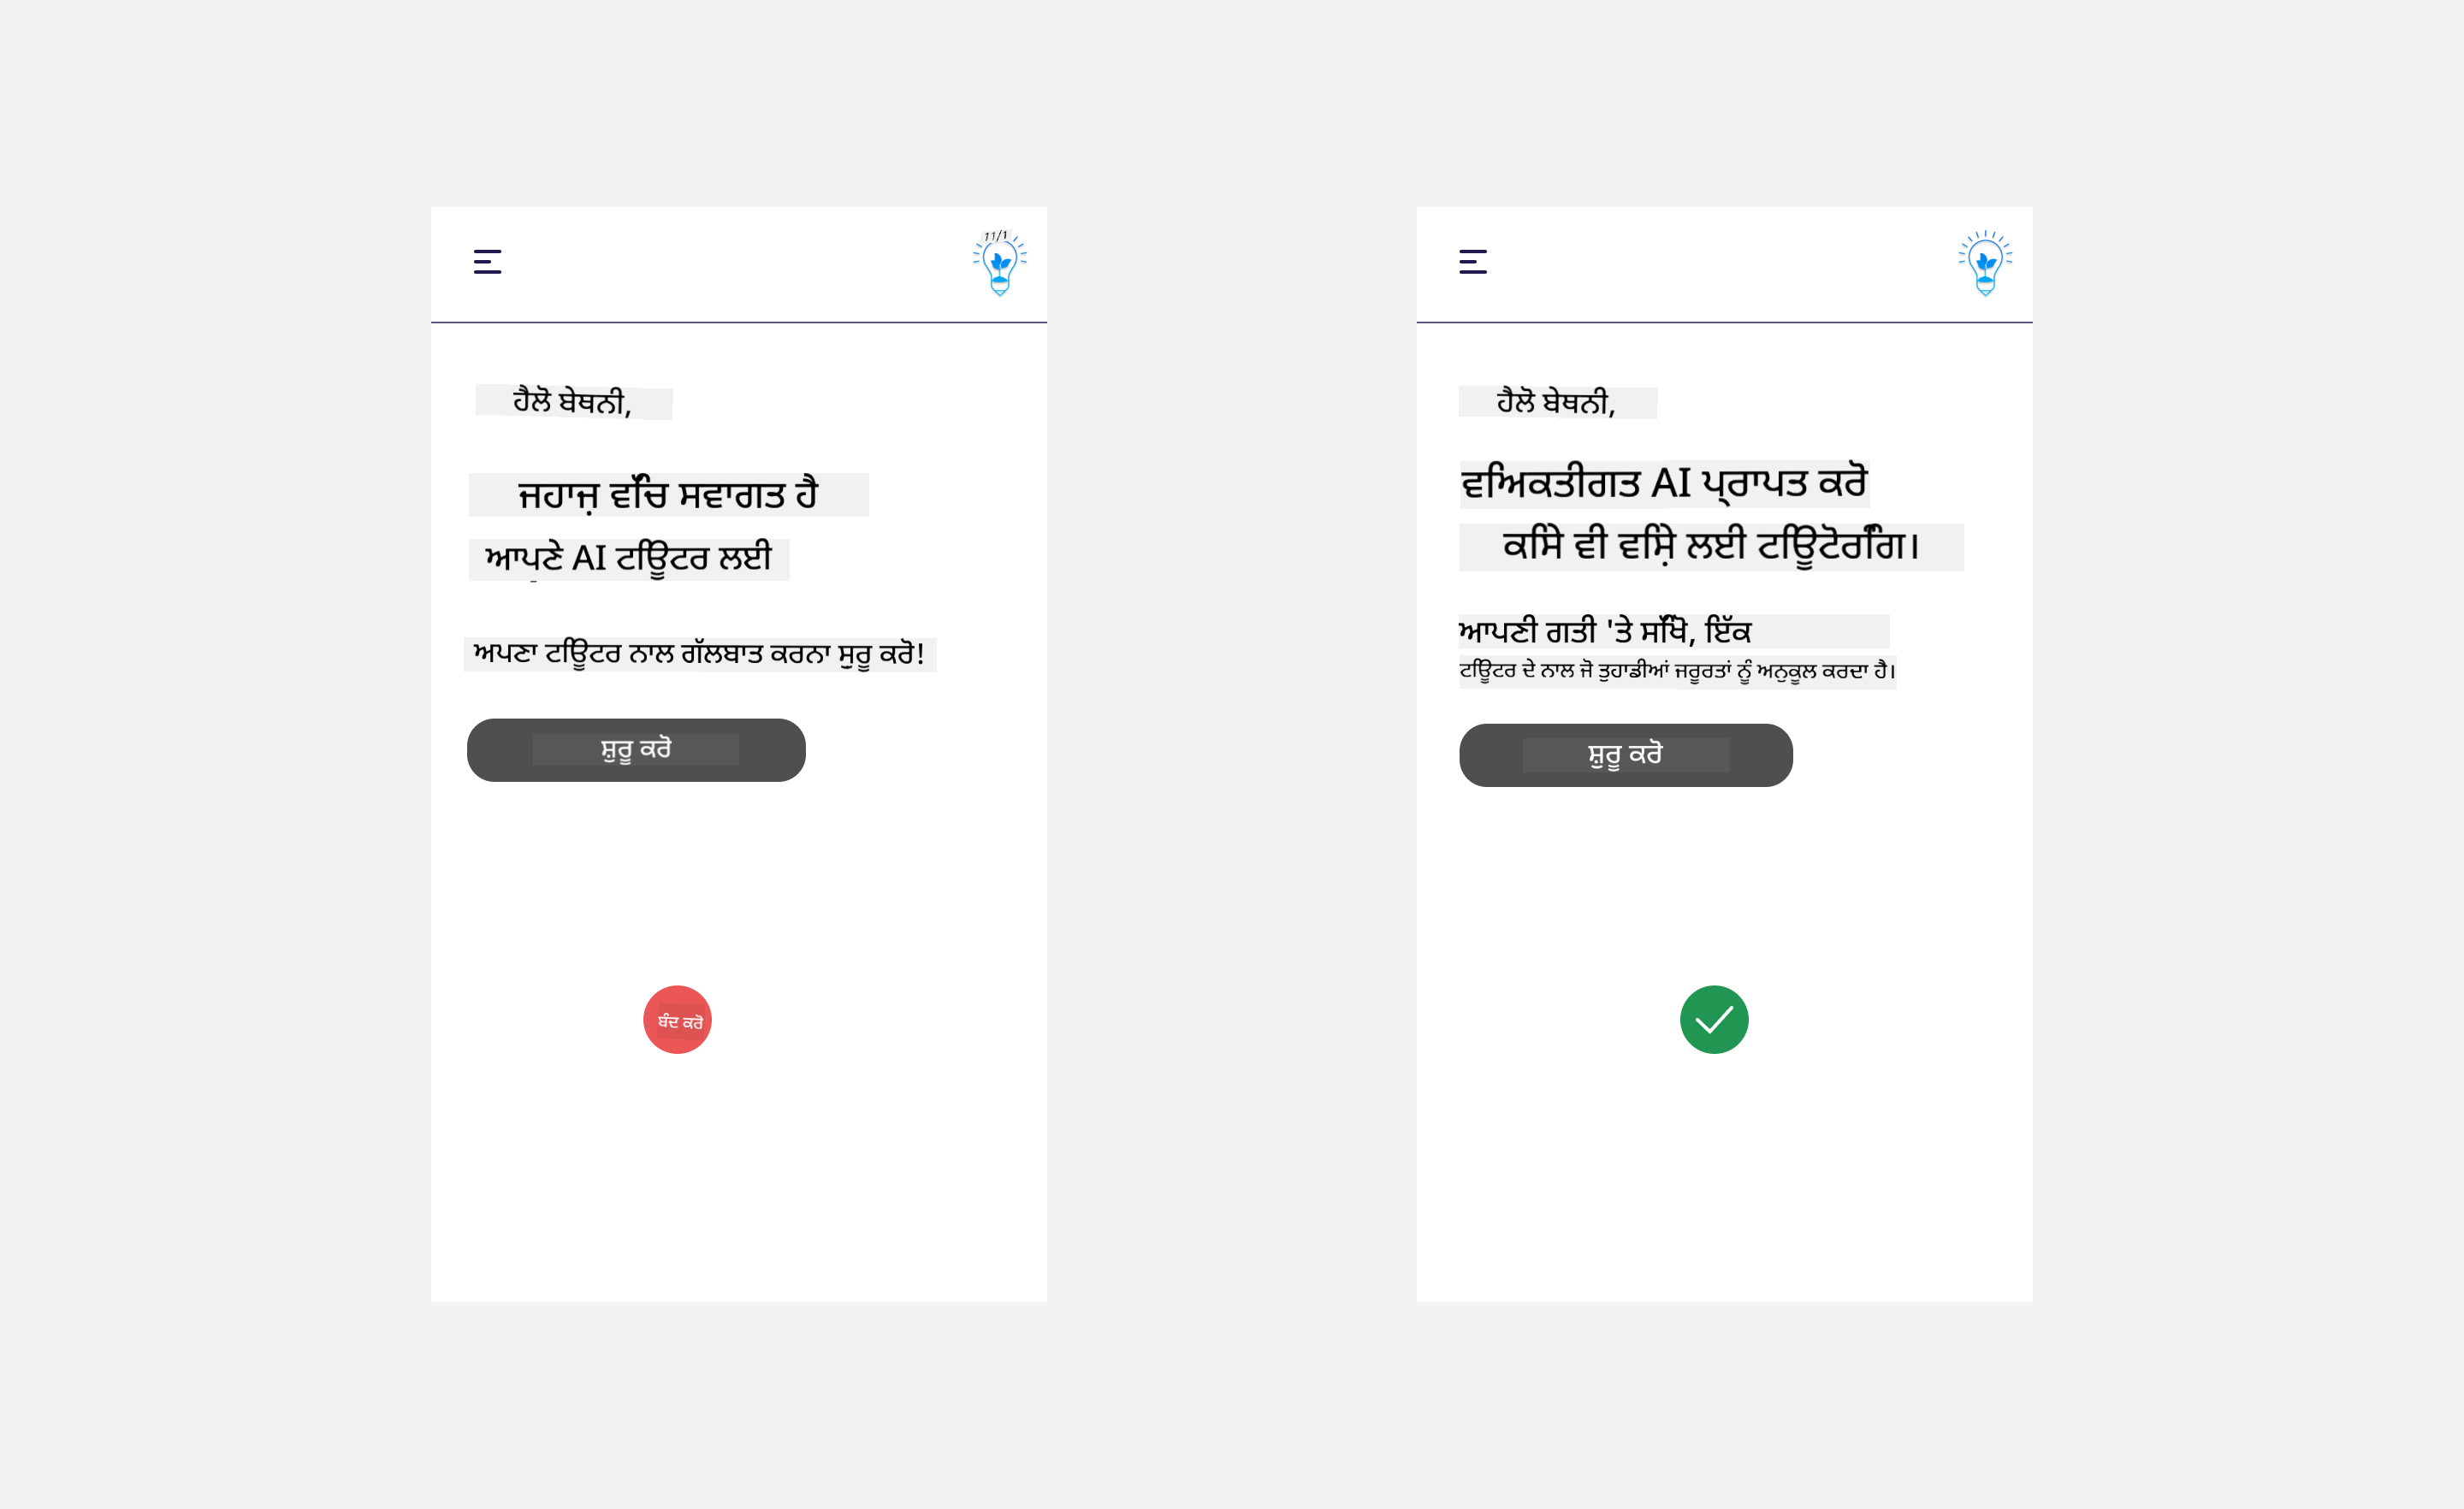 11/1
ਹੈਲੋ ਬੇਥਨੀ,
ਜਹਾਜ਼ ਵਿੱਚ ਸਵਾਗਤ ਹੈ
ਆਪਣੇ AI ਟਿਊਟਰ ਲਈ
ਅਪਣਾ ਟਿਊਟਰ ਨਾਲ ਗੱਲਬਾਤ ਕਰਨਾ ਸ਼ੁਰੂ ਕਰੋ!
ਸ਼ੁਰੂ ਕਰੋ
ਬੰਦ ਕਰੋ
ਹੈਲੋ ਬੇਥਨੀ,
ਵਿਅਕਤੀਗਤ AI ਪ੍ਰਾਪਤ ਕਰੋ
ਕਿਸੇ ਵੀ ਵਿਸ਼ੇ ਲਈ ਟਿਊਟੋਰਿੰਗ।
ਆਪਣੀ ਗਤੀ 'ਤੇ ਸਿੱਖੋ, ਇੱਕ
ਟਿਊਟਰ ਦੇ ਨਾਲ ਜੋ ਤੁਹਾਡੀਆਂ ਜਰੂਰਤਾਂ ਨੂੰ ਅਨੁਕੂਲ ਕਰਦਾ ਹੈ।
ਸ਼ੁਰੂ ਕਰੋ